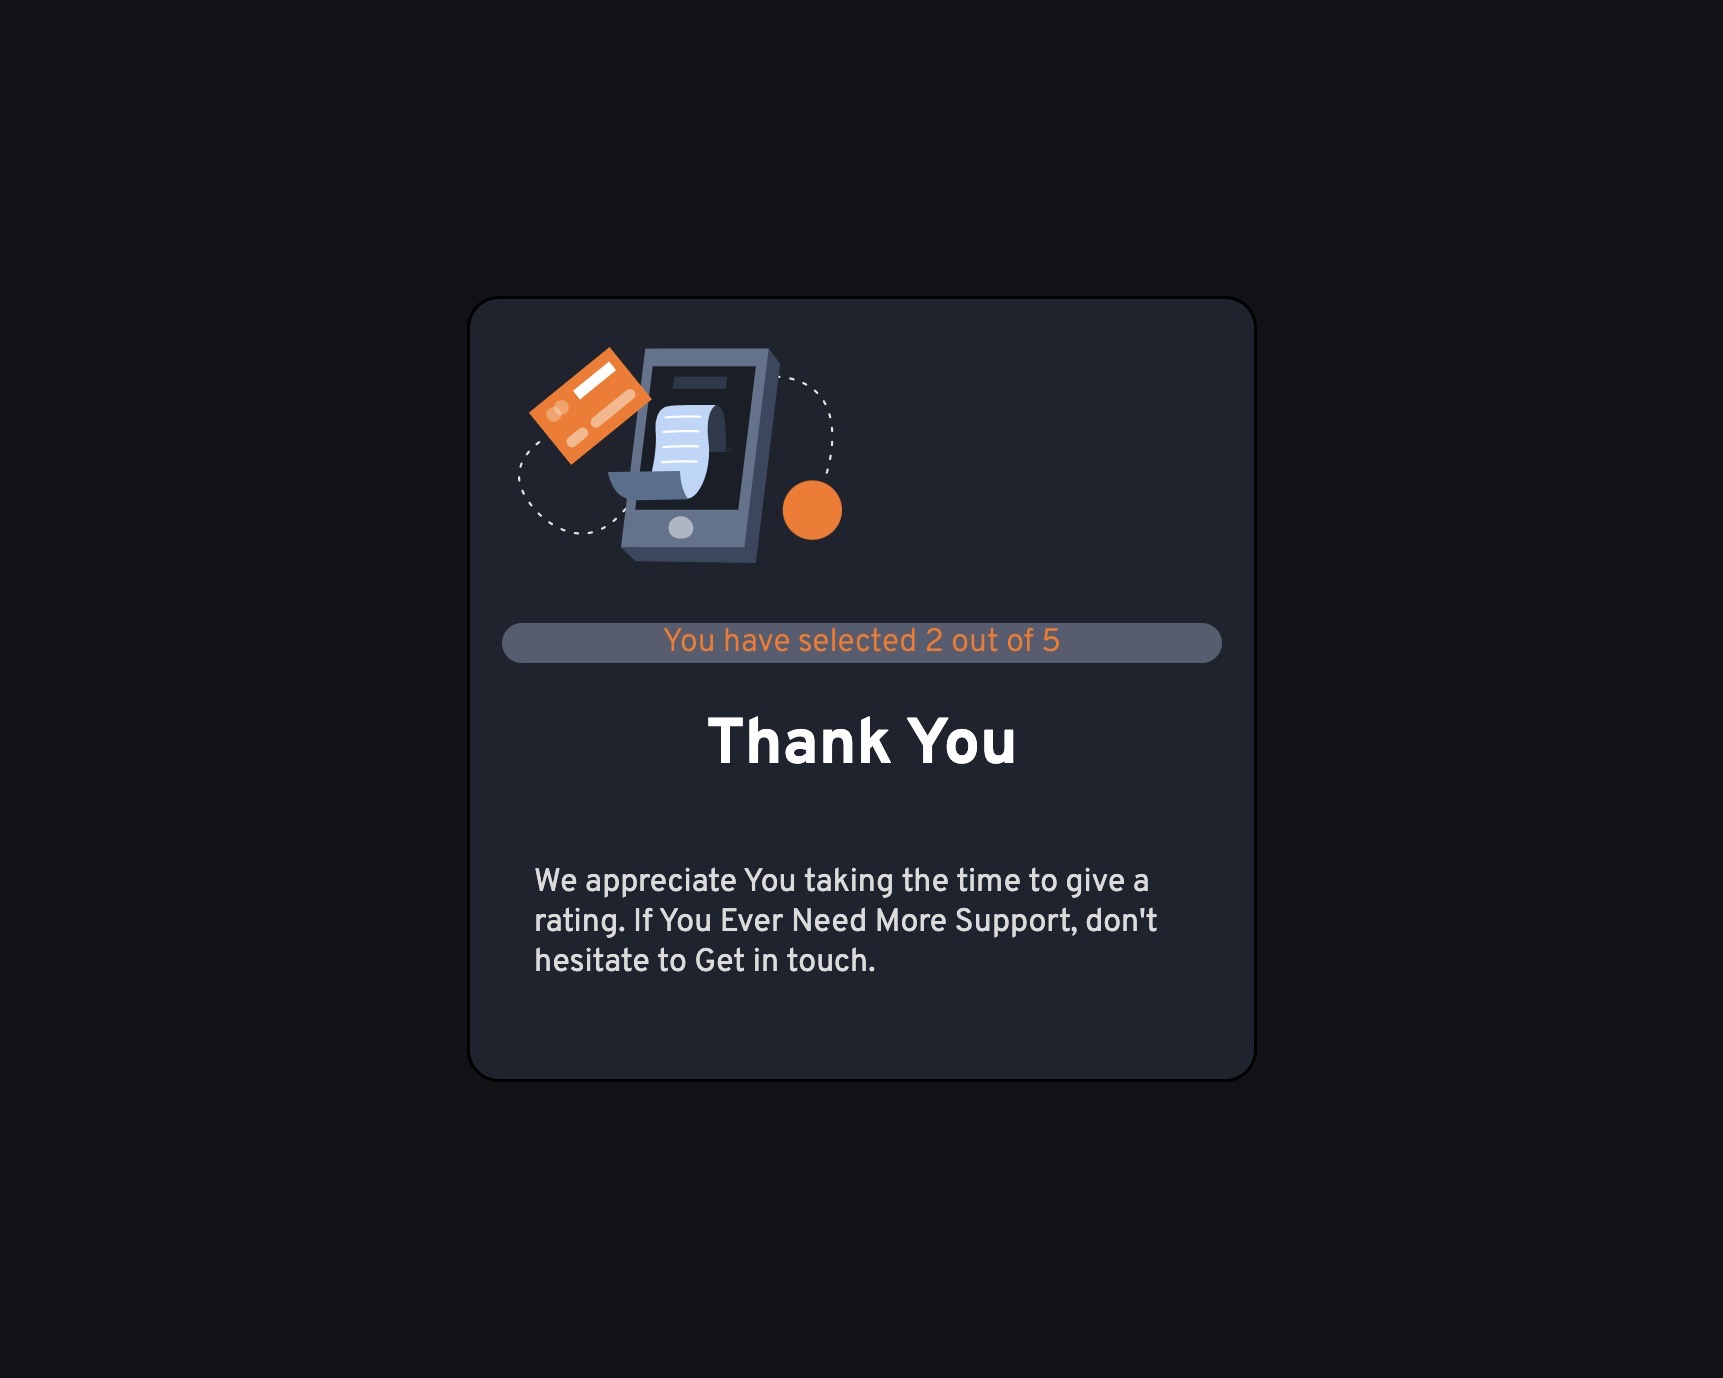 You have selected 2 out of 5
Thank You
We appreciate You taking the time to give a
rating. If You Ever Need More Support, don't
hesitate to Get in touch.